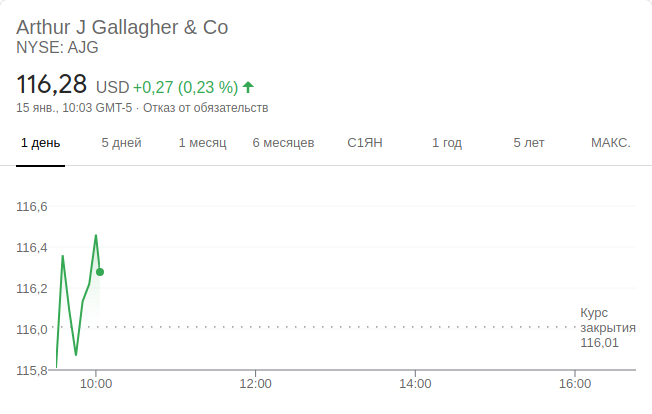 Arthur J Gallagher & Co
NYSE: AJG
116,28 USD +0,27 (0,23 %)
15 янв., 10:03 GMT-5 · Отказ от обязательств
1 день 5 дней 1 месяц 6 месяцев С1ЯН 1 год 5 лет МАКС.
116,6
116,4
116,2
116,0
115,8
Курс
закрытия
116,01
10:00 12:00 14:00 16:00